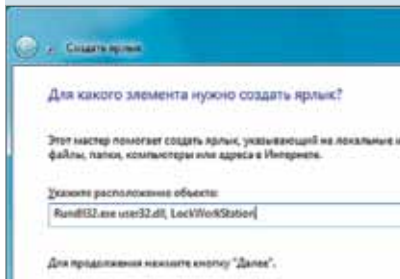 Создать ярлык
Для какого элемента нужно создать ярлык?
Этот мастер помогает создать ярлык, указывающий на локальные и
файлы, папки, компьютеры или адреса в Интернете.
Укажите расположение объекта:
Rundll32.exe user32.dll, LockWorkStation
Для продолжения нажмите кнопку "Далее".